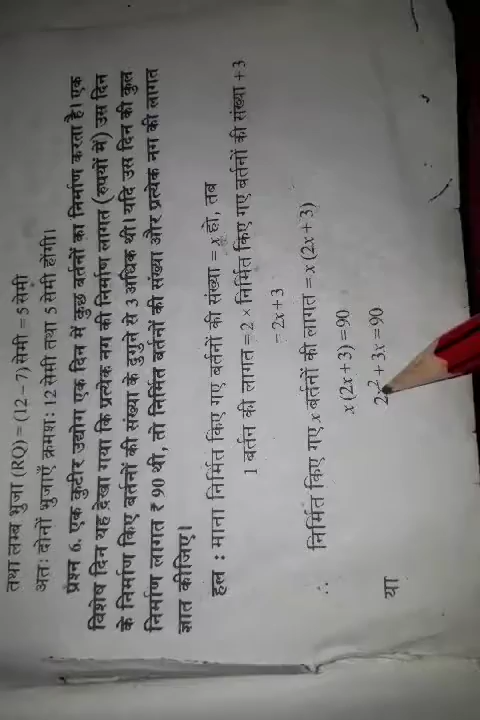 तथा लम्ब भुजा (RQ) = (12 – 7) सेमी = 5 सेमी
अतः दोनों भुजाएँ क्रमशः 12 सेमी तथा 5 सेमी होंगी।
प्रश्न 6. एक कुटीर उद्योग एक दिन में कुछ बर्तनों का निर्माण करता है। एक
विशेष दिन यह देखा गया कि प्रत्येक नग की निर्माण लागत (रुपयों में) उस दिन
के निर्माण किए बर्तनों की संख्या के दुगुने से 3 अधिक थी। यदि उस दिन की कुल
निर्माण लागत ₹ 90 थी, तो निर्मित बर्तनों की संख्या और प्रत्येक नग की लागत
ज्ञात कीजिए।
हल : माना निर्मित किए गए बर्तनों की संख्या = x हो, तब
1 बर्तन की लागत = 2 × निर्मित किए गए बर्तनों की संख्या + 3
= 2x + 3
∴ निर्मित किए गए x बर्तनों की लागत = x (2x + 3)
x (2x + 3) = 90
या 2x² + 3x = 90